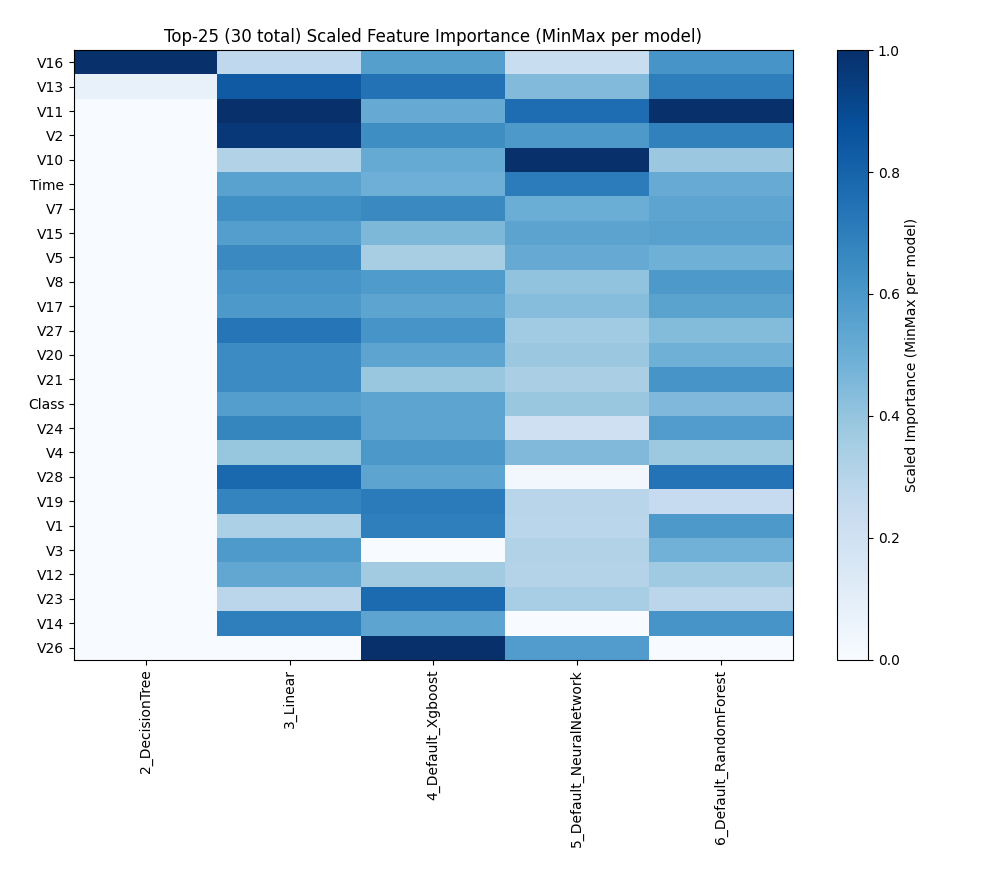 Top-25 (30 total) Scaled Feature Importance (MinMax per model)
V16
V13
V11
V2
V10
Time
V7
V15
V5
V8
V17
V27
V20
V21
Class
V24
V4
V28
V19
V1
V3
V12
V23
V14
V26
2_DecisionTree
3_Linear
4_Default_Xgboost
5_Default_NeuralNetwork
6_Default_RandomForest
1.0
0.8
0.6
0.4
0.2
0.0
Scaled Importance (MinMax per model)